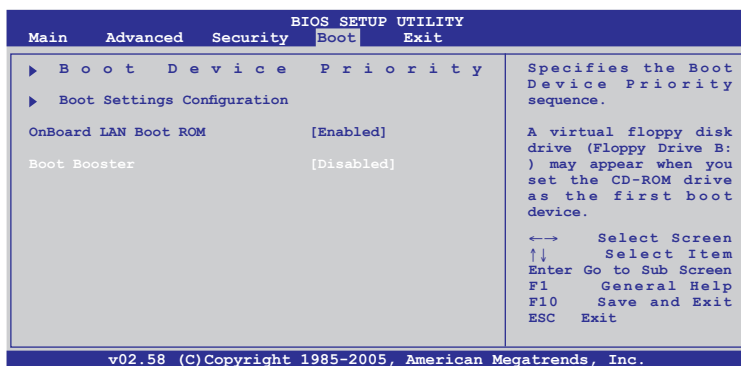 BIOS SETUP UTILITY
Main Advanced Security Boot Exit
Boot Device Priority
Boot Settings Configuration
OnBoard LAN Boot ROM [Enabled]
Boot Booster [Disabled]
Specifies the Boot
Device Priority
sequence.
A virtual floppy disk
drive (Floppy Drive B:
) may appear when you
set the CD-ROM drive
as the first boot
device.
←→ Select Screen
↑↓ Select Item
Enter Go to Sub Screen
F1 General Help
F10 Save and Exit
ESC Exit
v02.58 (C)Copyright 1985-2005, American Megatrends, Inc.